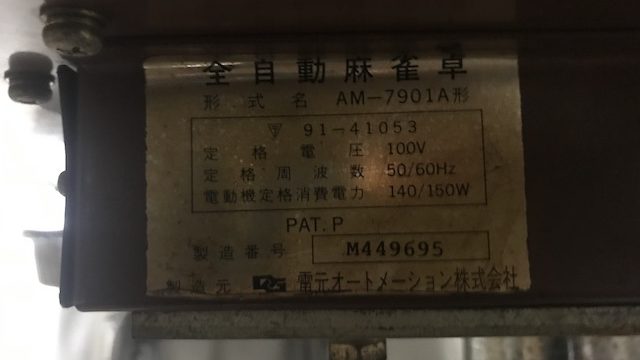 全自動麻雀卓
形式名 AM-7901A形
▽ 91-41053
定格電圧 100V
定格周波数 50/60Hz
電動機定格消費電力 140/150W
PAT.P
製造番号 M449695
製造元 電元オートメーション株式会社